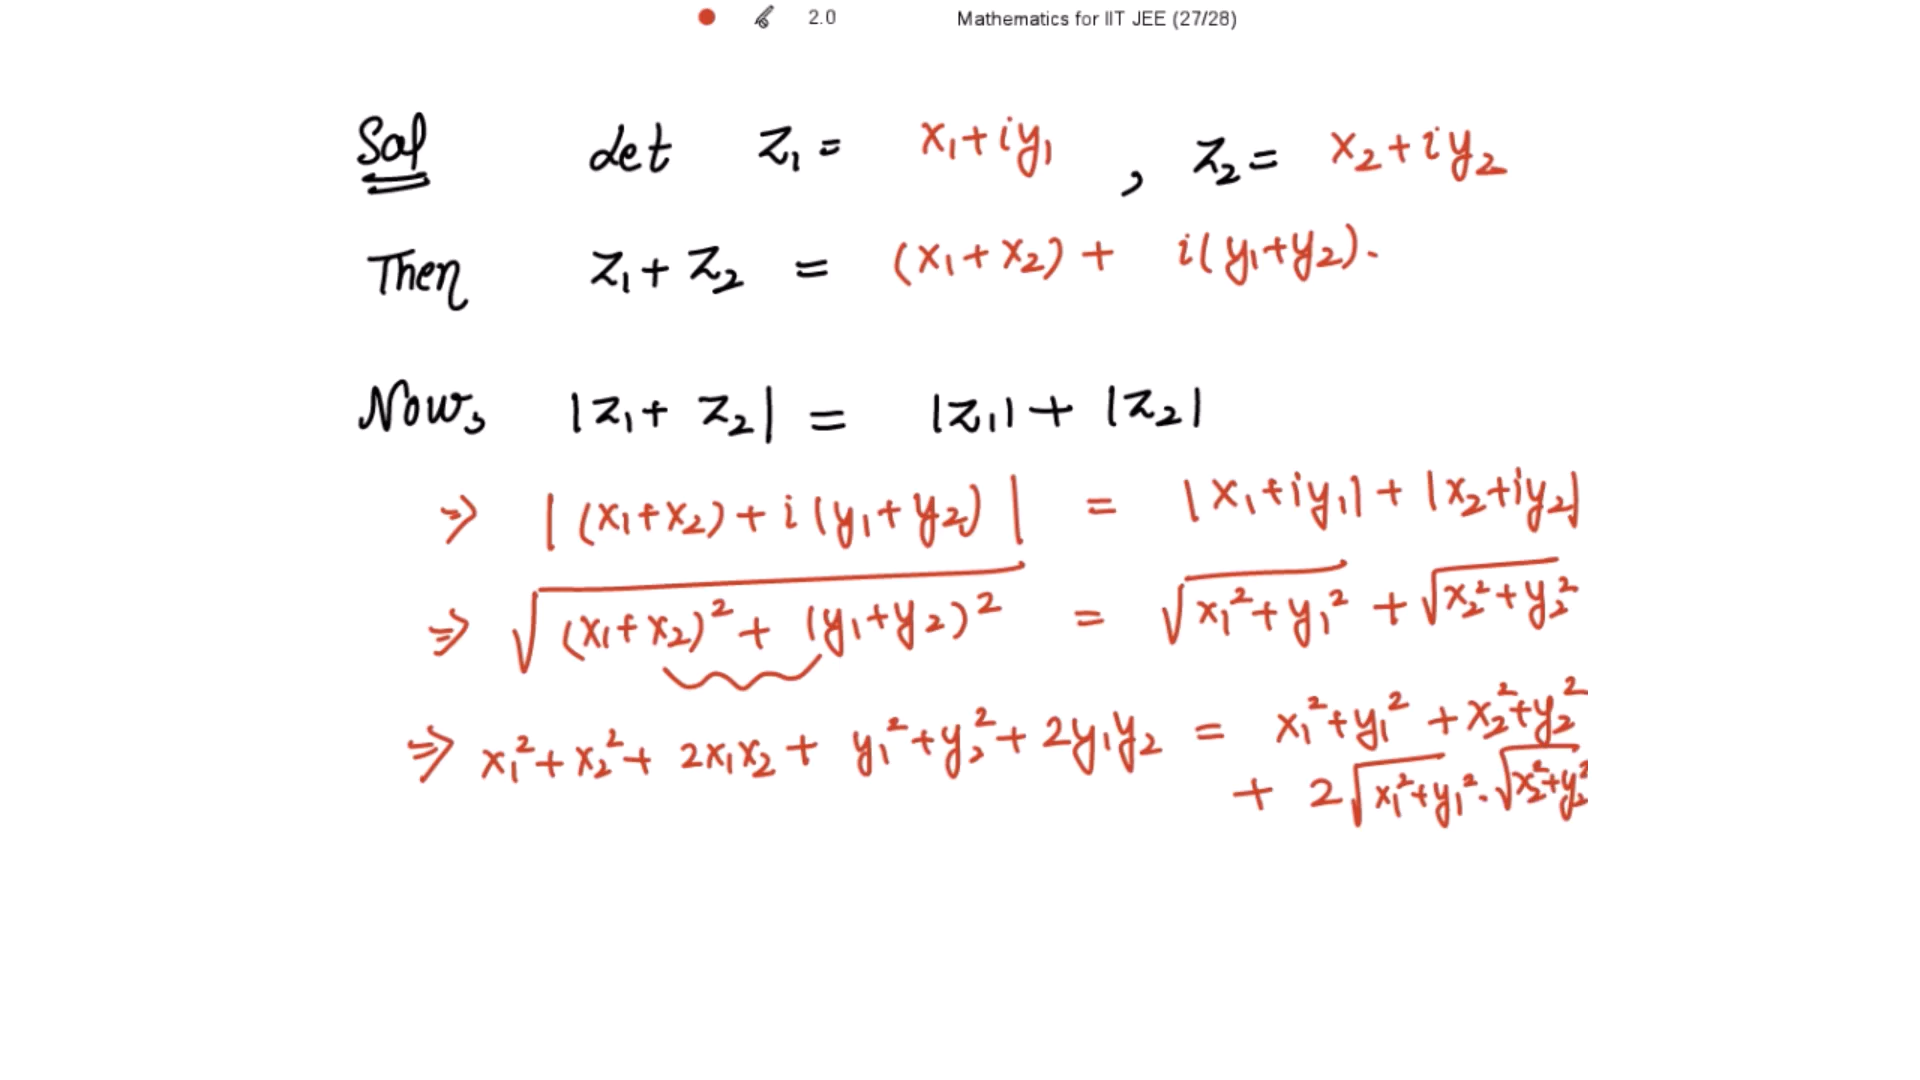 2.0 Mathematics for IIT JEE (27/28)
Sol Let z₁ = x₁+iy₁ , z₂ = x₂+iy₂
Then z₁+z₂ = (x₁+x₂) + i(y₁+y₂).
Now, |z₁+z₂| = |z₁|+|z₂|
⇒ |(x₁+x₂)+i(y₁+y₂)| = |x₁+iy₁|+|x₂+iy₂|
⇒ √((x₁+x₂)²+(y₁+y₂)²) = √(x₁²+y₁²) + √(x₂²+y₂²)
⇒ x₁²+x₂²+2x₁x₂+y₁²+y₂²+2y₁y₂ = x₁²+y₁²+x₂²+y₂²
+ 2√(x₁²+y₁²)·√(x₂²+y₂²)